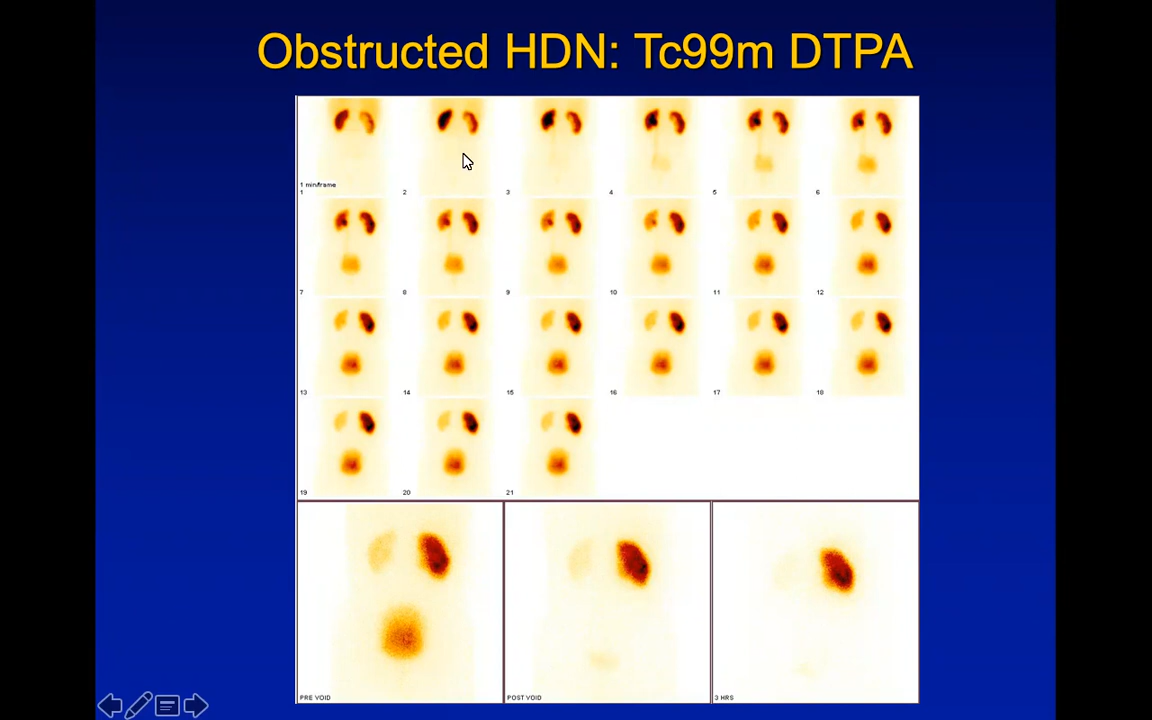 Obstructed HDN: Tc99m DTPA
1 min/frame
1 2 3 4 5 6
7 8 9 10 11 12
13 14 15 16 17 18
19 20 21
PRE VOID POST VOID 3 HRS